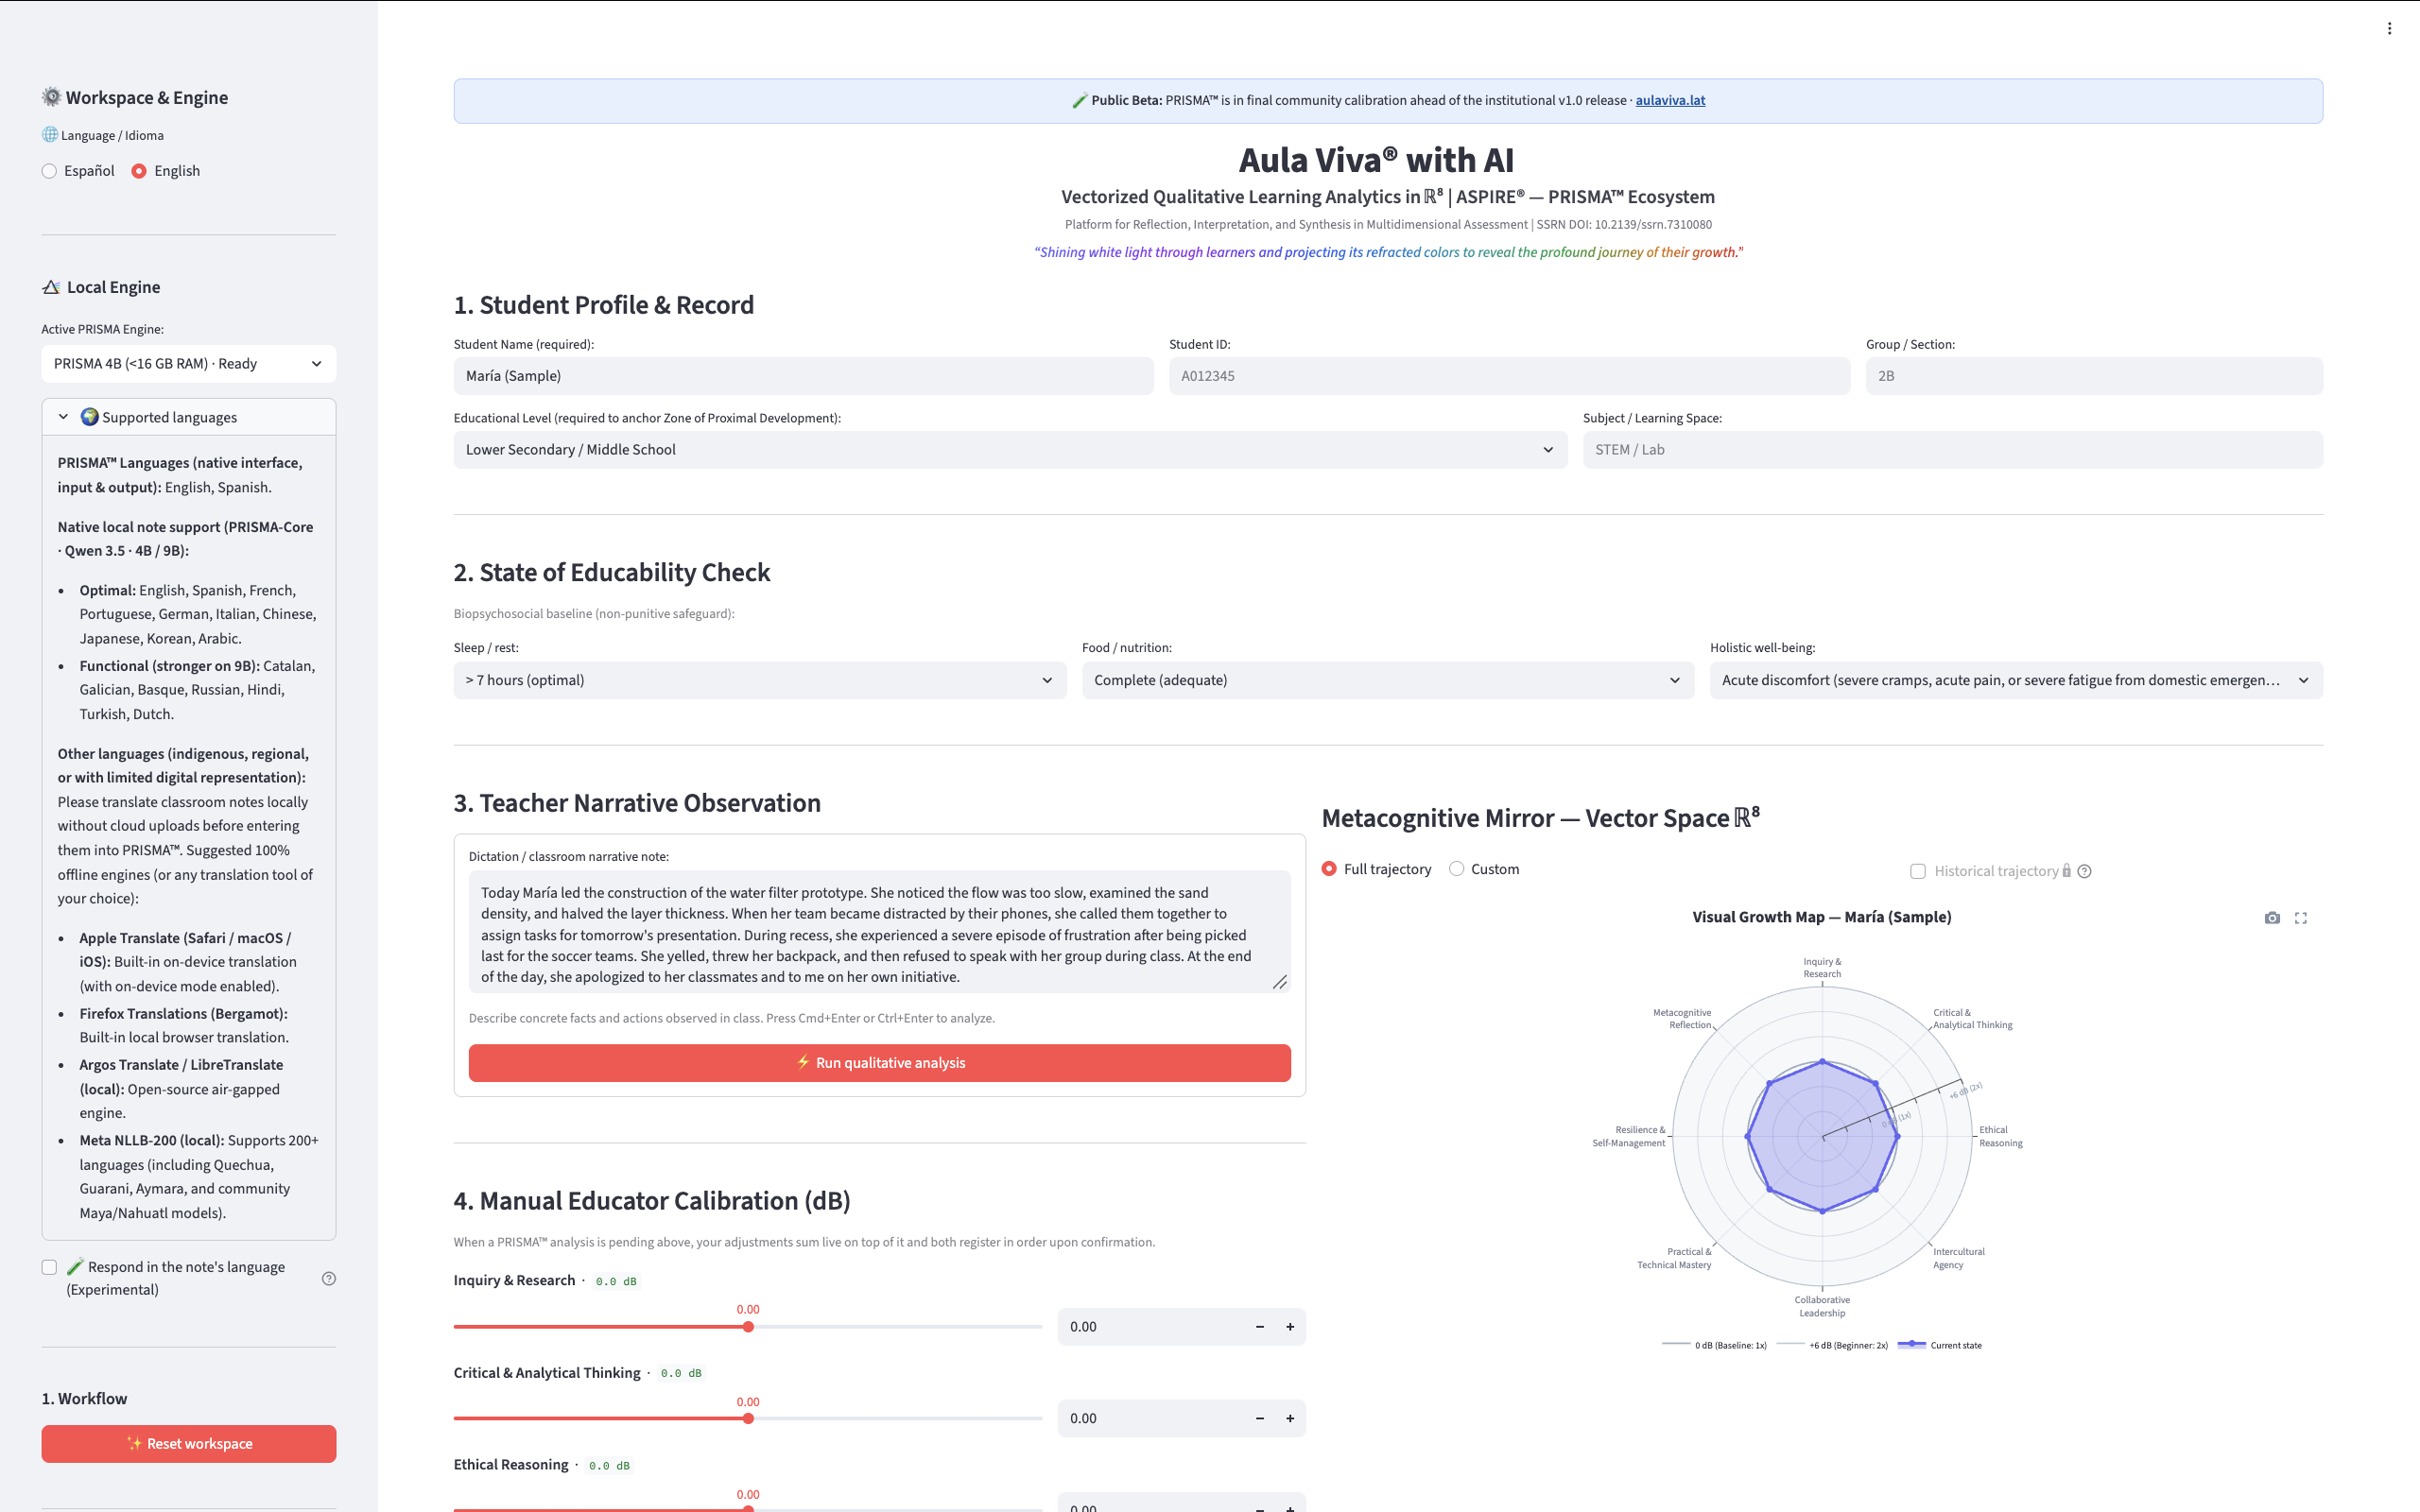 Workspace & Engine
Language / Idioma
Español
English
Local Engine
Active PRISMA Engine:
PRISMA 4B (<16 GB RAM) · Ready
Supported languages
PRISMA™ Languages (native interface,
input & output): English, Spanish.
Native local note support (PRISMA-Core
· Qwen 3.5 · 4B / 9B):
• Optimal: English, Spanish, French,
Portuguese, German, Italian, Chinese,
Japanese, Korean, Arabic.
• Functional (stronger on 9B): Catalan,
Galician, Basque, Russian, Hindi,
Turkish, Dutch.
Other languages (indigenous, regional,
or with limited digital representation):
Please translate classroom notes locally
without cloud uploads before entering
them into PRISMA™. Suggested 100%
offline engines (or any translation tool of
your choice):
• Apple Translate (Safari / macOS /
iOS): Built-in on-device translation
(with on-device mode enabled).
• Firefox Translations (Bergamot):
Built-in local browser translation.
• Argos Translate / LibreTranslate
(local): Open-source air-gapped
engine.
• Meta NLLB-200 (local): Supports 200+
languages (including Quechua,
Guarani, Aymara, and community
Maya/Nahuatl models).
Respond in the note's language
(Experimental)
1. Workflow
Reset workspace
Public Beta: PRISMA™ is in final community calibration ahead of the institutional v1.0 release · aulaviva.lat
Aula Viva® with AI
Vectorized Qualitative Learning Analytics in ℝ⁸ | ASPIRE® — PRISMA™ Ecosystem
Platform for Reflection, Interpretation, and Synthesis in Multidimensional Assessment | SSRN DOI: 10.2139/ssrn.7310080
“Shining white light through learners and projecting its refracted colors to reveal the profound journey of their growth.”
1. Student Profile & Record
Student Name (required):
Student ID:
Group / Section:
María (Sample)
A012345
2B
Educational Level (required to anchor Zone of Proximal Development):
Subject / Learning Space:
Lower Secondary / Middle School
STEM / Lab
2. State of Educability Check
Biopsychosocial baseline (non-punitive safeguard):
Sleep / rest:
Food / nutrition:
Holistic well-being:
> 7 hours (optimal)
Complete (adequate)
Acute discomfort (severe cramps, acute pain, or severe fatigue from domestic emergen…
3. Teacher Narrative Observation
Dictation / classroom narrative note:
Today María led the construction of the water filter prototype. She noticed the flow was too slow, examined the sand
density, and halved the layer thickness. When her team became distracted by their phones, she called them together to
assign tasks for tomorrow's presentation. During recess, she experienced a severe episode of frustration after being picked
last for the soccer teams. She yelled, threw her backpack, and then refused to speak with her group during class. At the end
of the day, she apologized to her classmates and to me on her own initiative.
Describe concrete facts and actions observed in class. Press Cmd+Enter or Ctrl+Enter to analyze.
Run qualitative analysis
4. Manual Educator Calibration (dB)
When a PRISMA™ analysis is pending above, your adjustments sum live on top of it and both register in order upon confirmation.
Inquiry & Research · 0.0 dB
0.00
0.00
Critical & Analytical Thinking · 0.0 dB
0.00
0.00
Ethical Reasoning · 0.0 dB
0.00
0.00
Metacognitive Mirror — Vector Space ℝ⁸
Full trajectory
Custom
Historical trajectory
Visual Growth Map — María (Sample)
Inquiry &
Research
Metacognitive
Reflection
Critical &
Analytical Thinking
+6 dB (2x)
0 dB (1x)
Resilience &
Self-Management
Ethical
Reasoning
Practical &
Technical Mastery
Intercultural
Agency
Collaborative
Leadership
0 dB (Baseline: 1x)
+6 dB (Beginner: 2x)
Current state